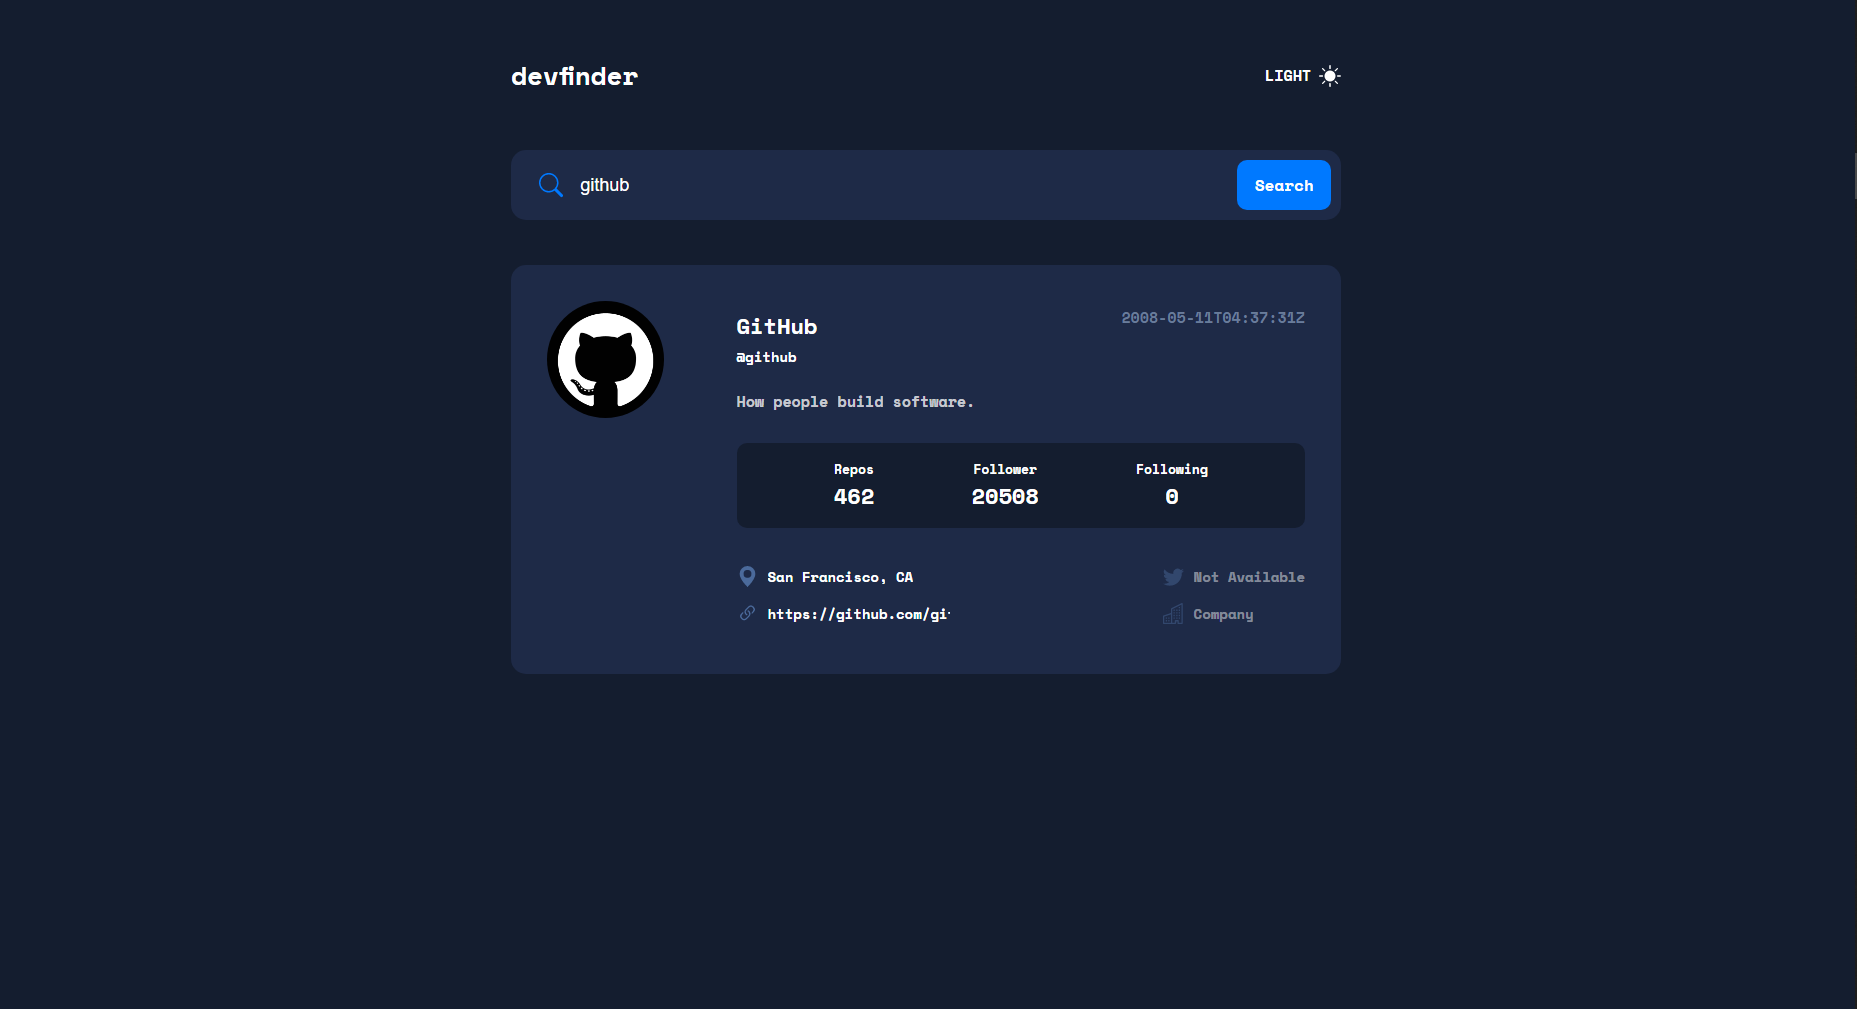 devfinder
LIGHT
github
Search
GitHub
2008-05-11T04:37:31Z
@github
How people build software.
Repos
Follower
Following
462
20508
0
San Francisco, CA
Not Available
https://github.com/gi
Company